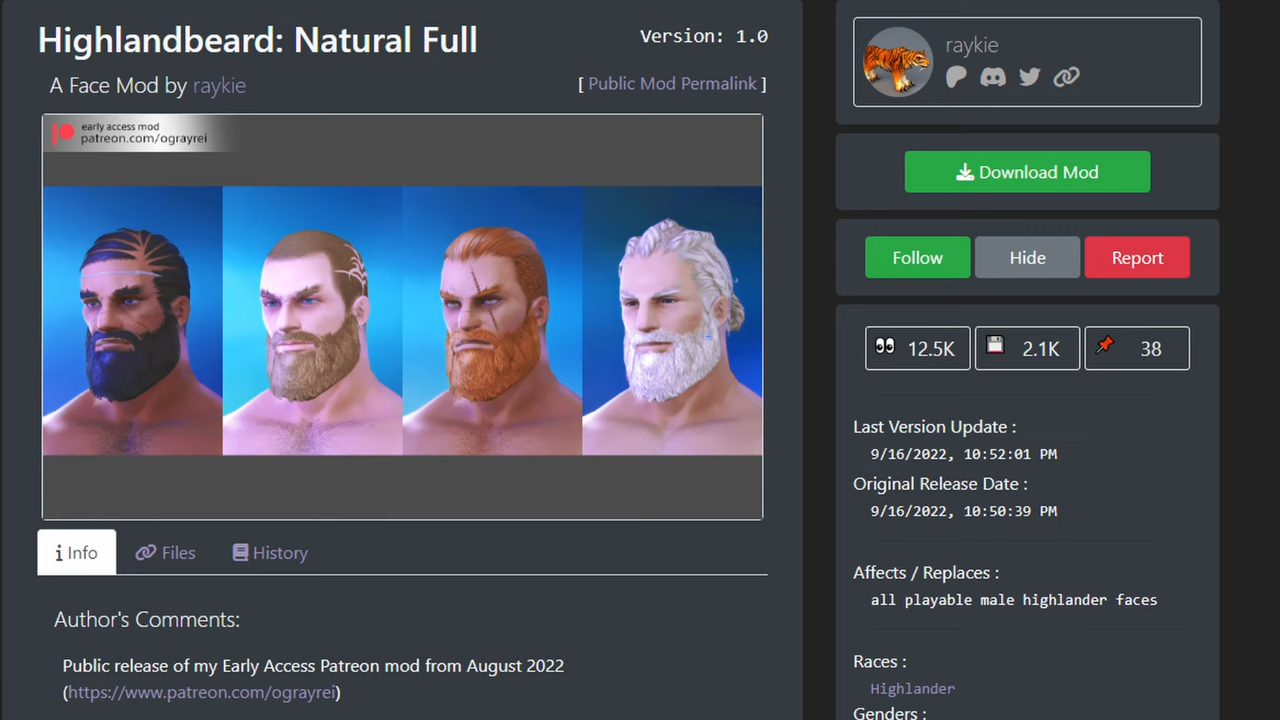 Highlandbeard: Natural Full
Version: 1.0
A Face Mod by raykie
[ Public Mod Permalink ]
early access mod
patreon.com/ograyrei
Info
Files
History
Author's Comments:
Public release of my Early Access Patreon mod from August 2022
(https://www.patreon.com/ograyrei)
raykie
Download Mod
Follow
Hide
Report
12.5K
2.1K
38
Last Version Update :
9/16/2022, 10:52:01 PM
Original Release Date :
9/16/2022, 10:50:39 PM
Affects / Replaces :
all playable male highlander faces
Races :
Highlander
Genders :